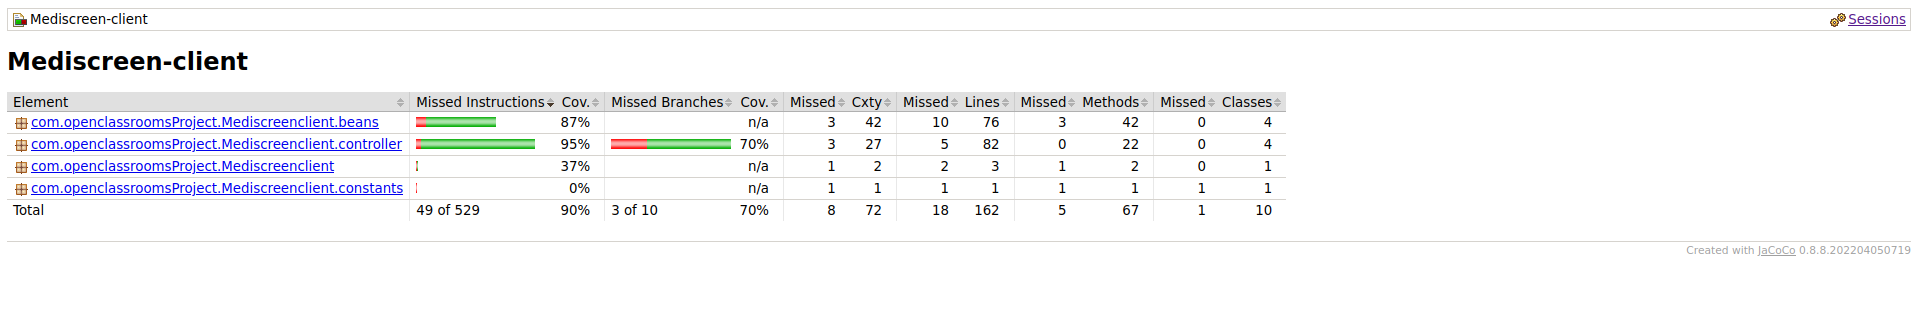 Mediscreen-client Sessions
Mediscreen-client
Element Missed Instructions Cov. Missed Branches Cov. Missed Cxty Missed Lines Missed Methods Missed Classes
com.openclassroomsProject.Mediscreenclient.beans 87% n/a 3 42 10 76 3 42 0 4
com.openclassroomsProject.Mediscreenclient.controller 95% 70% 3 27 5 82 0 22 0 4
com.openclassroomsProject.Mediscreenclient 37% n/a 1 2 2 3 1 2 0 1
com.openclassroomsProject.Mediscreenclient.constants 0% n/a 1 1 1 1 1 1 1 1
Total 49 of 529 90% 3 of 10 70% 8 72 18 162 5 67 1 10
Created with JaCoCo 0.8.8.202204050719